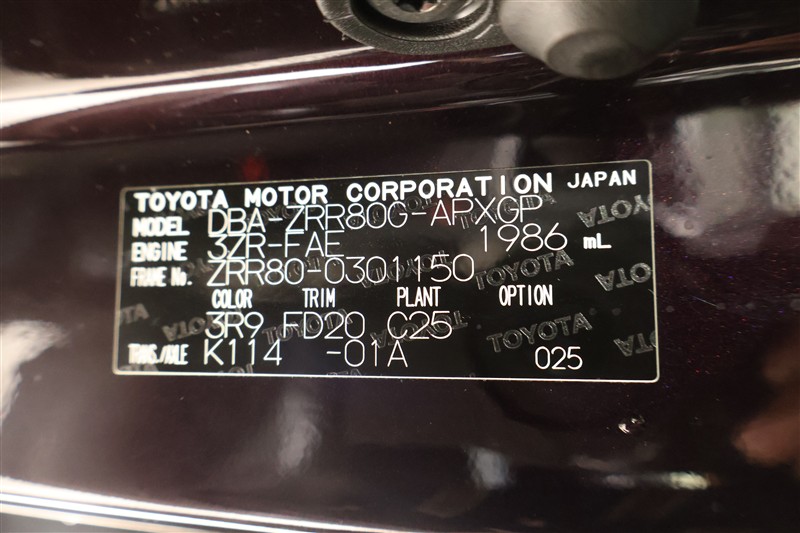 TOYOTA MOTOR CORPORATION JAPAN
MODEL DBA-ZRR80G-APXGP
ENGINE 3ZR-FAE 1986 mL
FRAME No. ZRR80-0301150
COLOR TRIM PLANT OPTION
3R9 FD20 C25
TRANS./AXLE K114 -01A 025